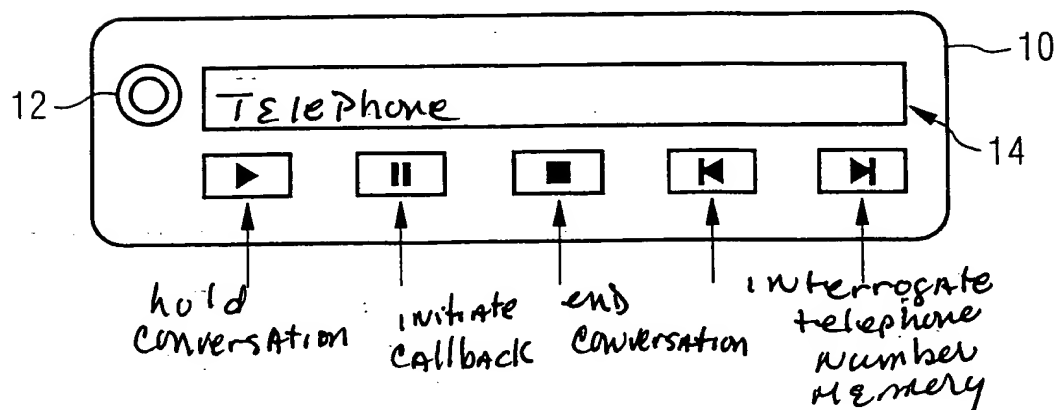 10
12
TElePhone
14
hold
conversation
initiate
callback
end
conversation
interrogate
telephone
number
memory